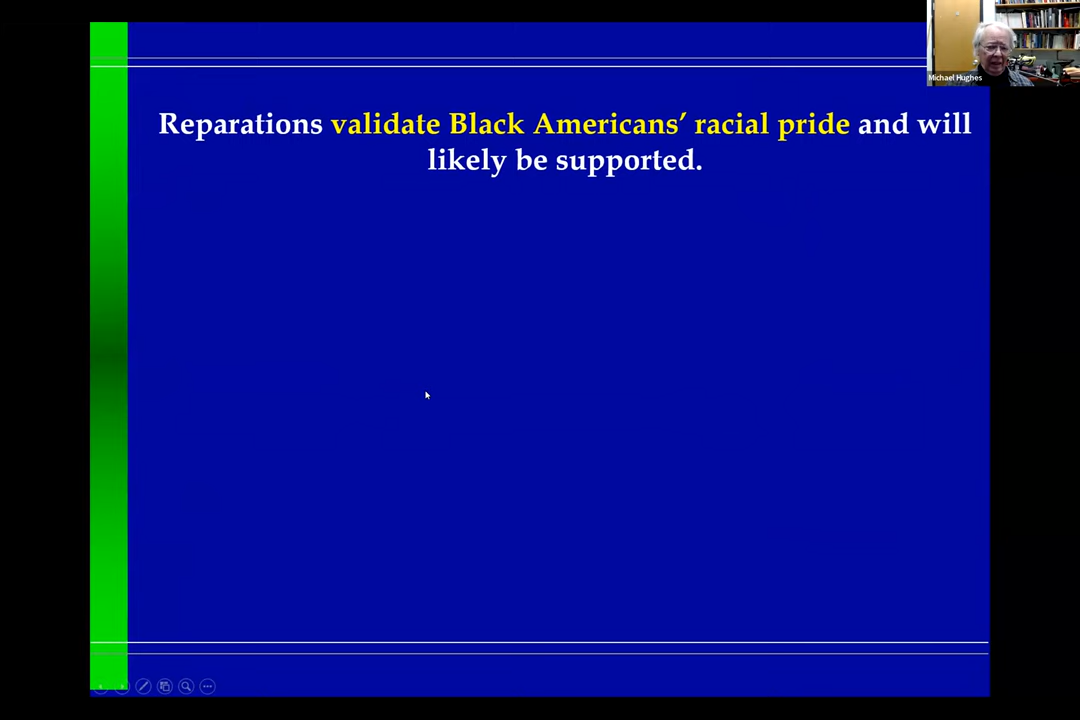 Michael Hughes
Reparations validate Black Americans’ racial pride and will
likely be supported.